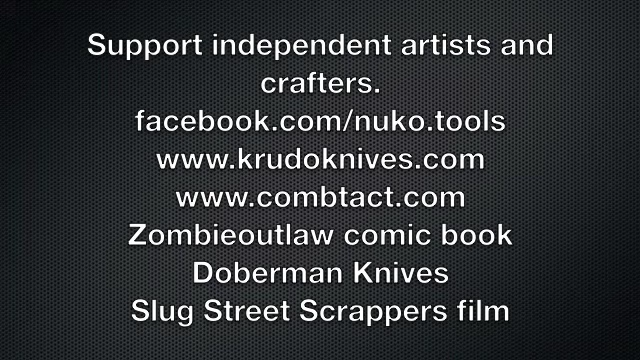 Support independent artists and
crafters.
facebook.com/nuko.tools
www.krudoknives.com
www.combtact.com
Zombieoutlaw comic book
Doberman Knives
Slug Street Scrappers film